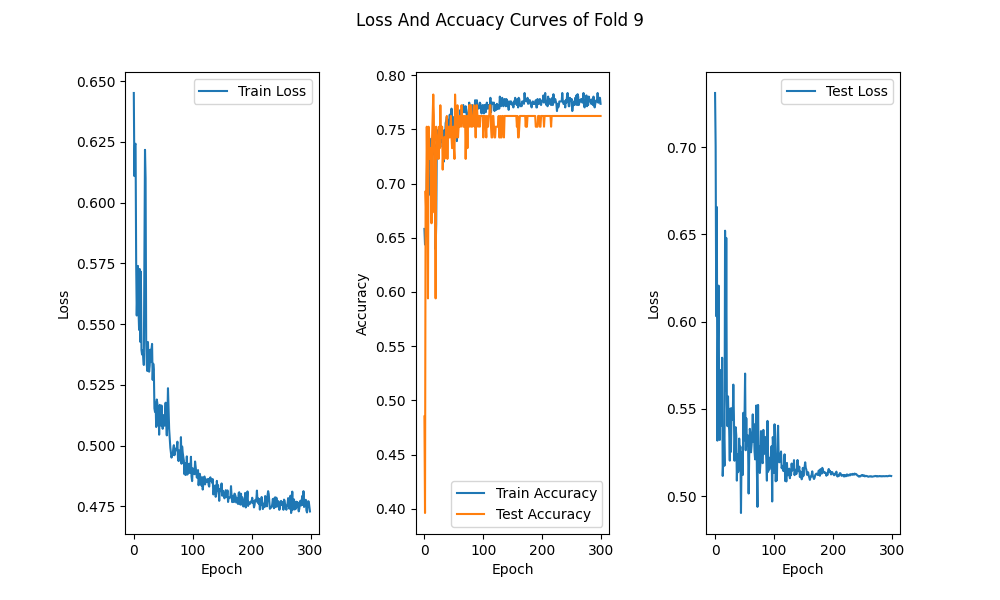 Loss And Accuacy Curves of Fold 9
0.650
0.625
0.600
0.575
0.550
0.525
0.500
0.475
Loss
0 100 200 300
Epoch
Train Loss
0.80
0.75
0.70
0.65
0.60
0.55
0.50
0.45
0.40
Accuracy
0 100 200 300
Epoch
Train Accuracy
Test Accuracy
0.70
0.65
0.60
0.55
0.50
Loss
0 100 200 300
Epoch
Test Loss